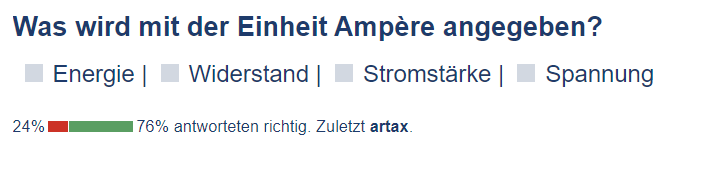 Was wird mit der Einheit Ampère angegeben?
Energie | Widerstand | Stromstärke | Spannung
24% 76% antworteten richtig. Zuletzt artax.